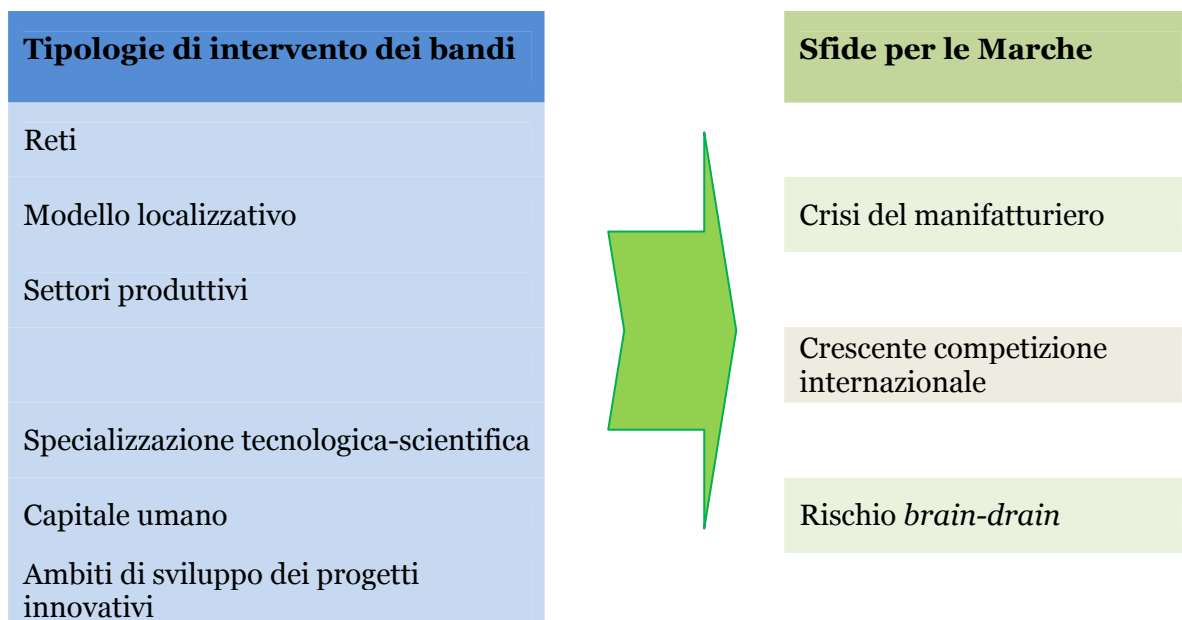 Tipologie di intervento dei bandi
Reti
Modello localizzativo
Settori produttivi
Specializzazione tecnologica-scientifica
Capitale umano
Ambiti di sviluppo dei progetti
innovativi
Sfide per le Marche
Crisi del manifatturiero
Crescente competizione
internazionale
Rischio brain-drain